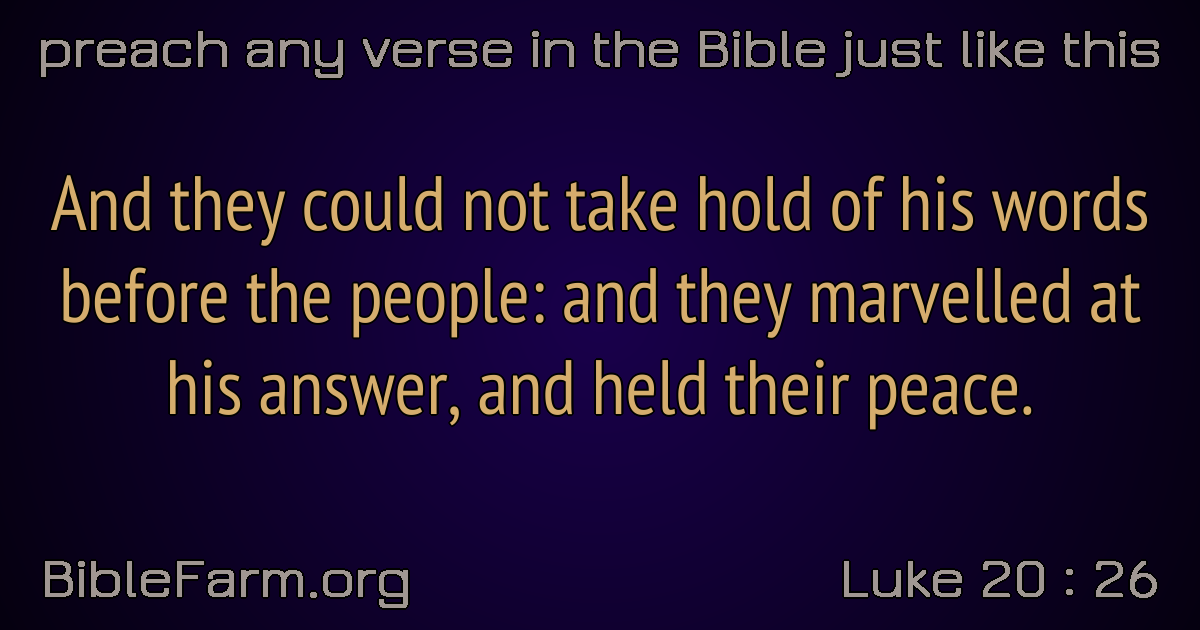 preach any verse in the Bible just like this
And they could not take hold of his words
before the people: and they marvelled at
his answer, and held their peace.
BibleFarm.org
Luke 20 : 26